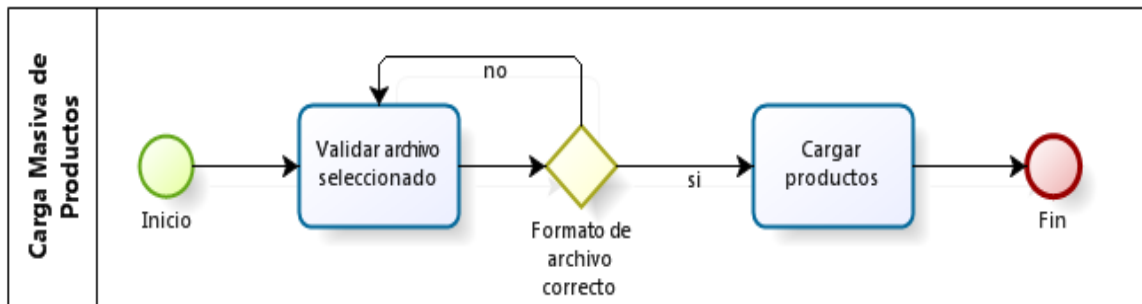 Carga Masiva de
Productos
Inicio
Validar archivo
seleccionado
no
Formato de
archivo
correcto
si
Cargar
productos
Fin